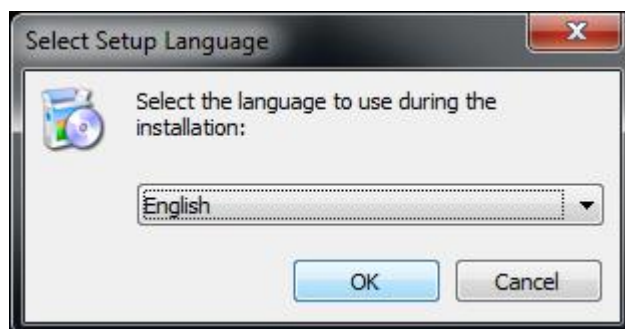 Select Setup Language
Select the language to use during the
installation:
English
OK
Cancel